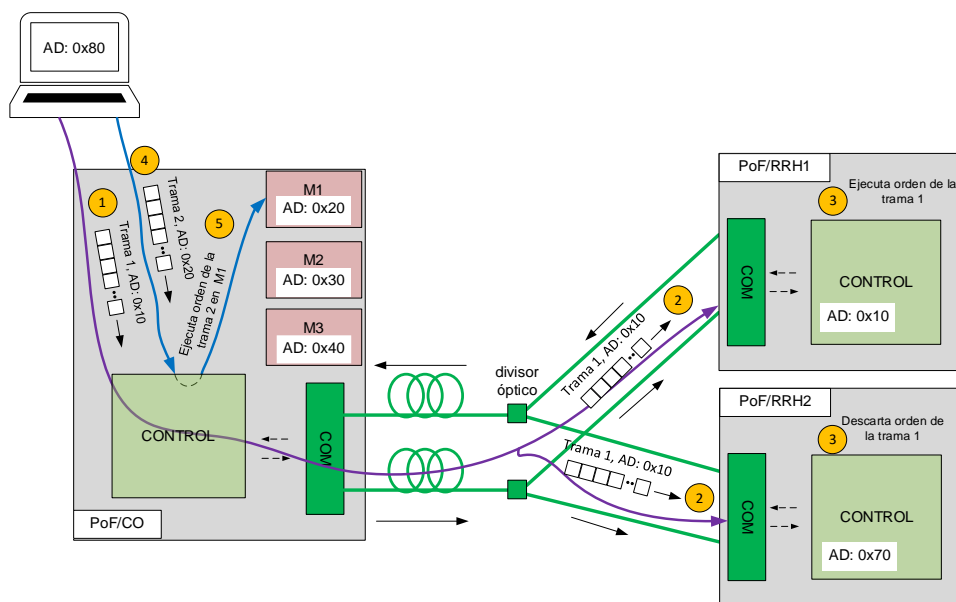 AD: 0x80
4
1
Trama 1, AD: 0x10
Trama 2, AD: 0x20
5
Ejecuta orden de la
trama 2 en M1
M1
AD: 0x20
M2
AD: 0x30
M3
AD: 0x40
CONTROL
COM
PoF/CO
divisor
óptico
Trama 1, AD: 0x10
2
Trama 1, AD: 0x10
2
PoF/RRH1
3
Ejecuta orden de la
trama 1
COM
CONTROL
AD: 0x10
PoF/RRH2
3
Descarta orden de
la trama 1
COM
CONTROL
AD: 0x70